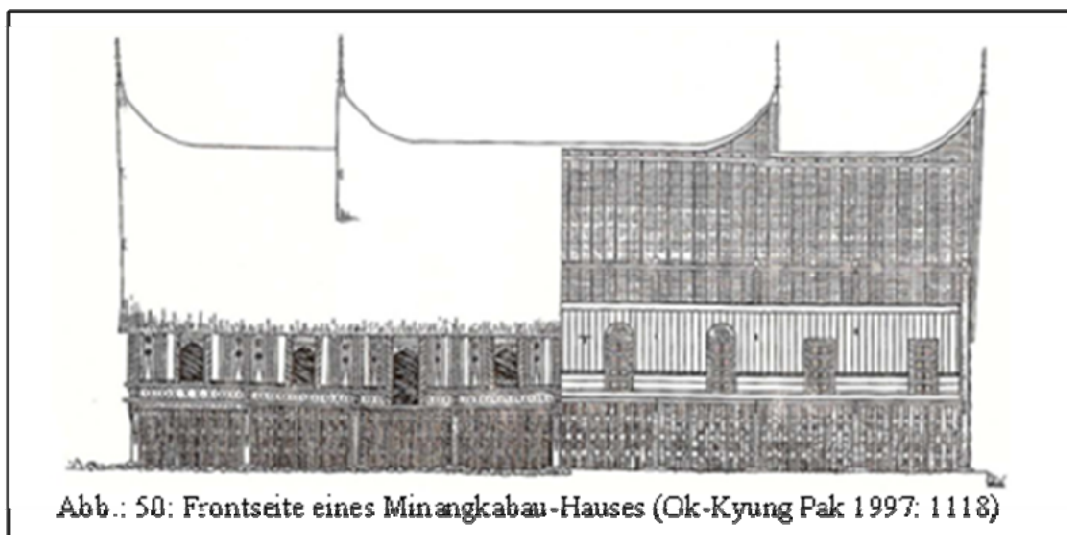 Abb.: 50: Frontseite eines Minangkabau-Hauses (Ok-Kyung Pak 1997: 1118)